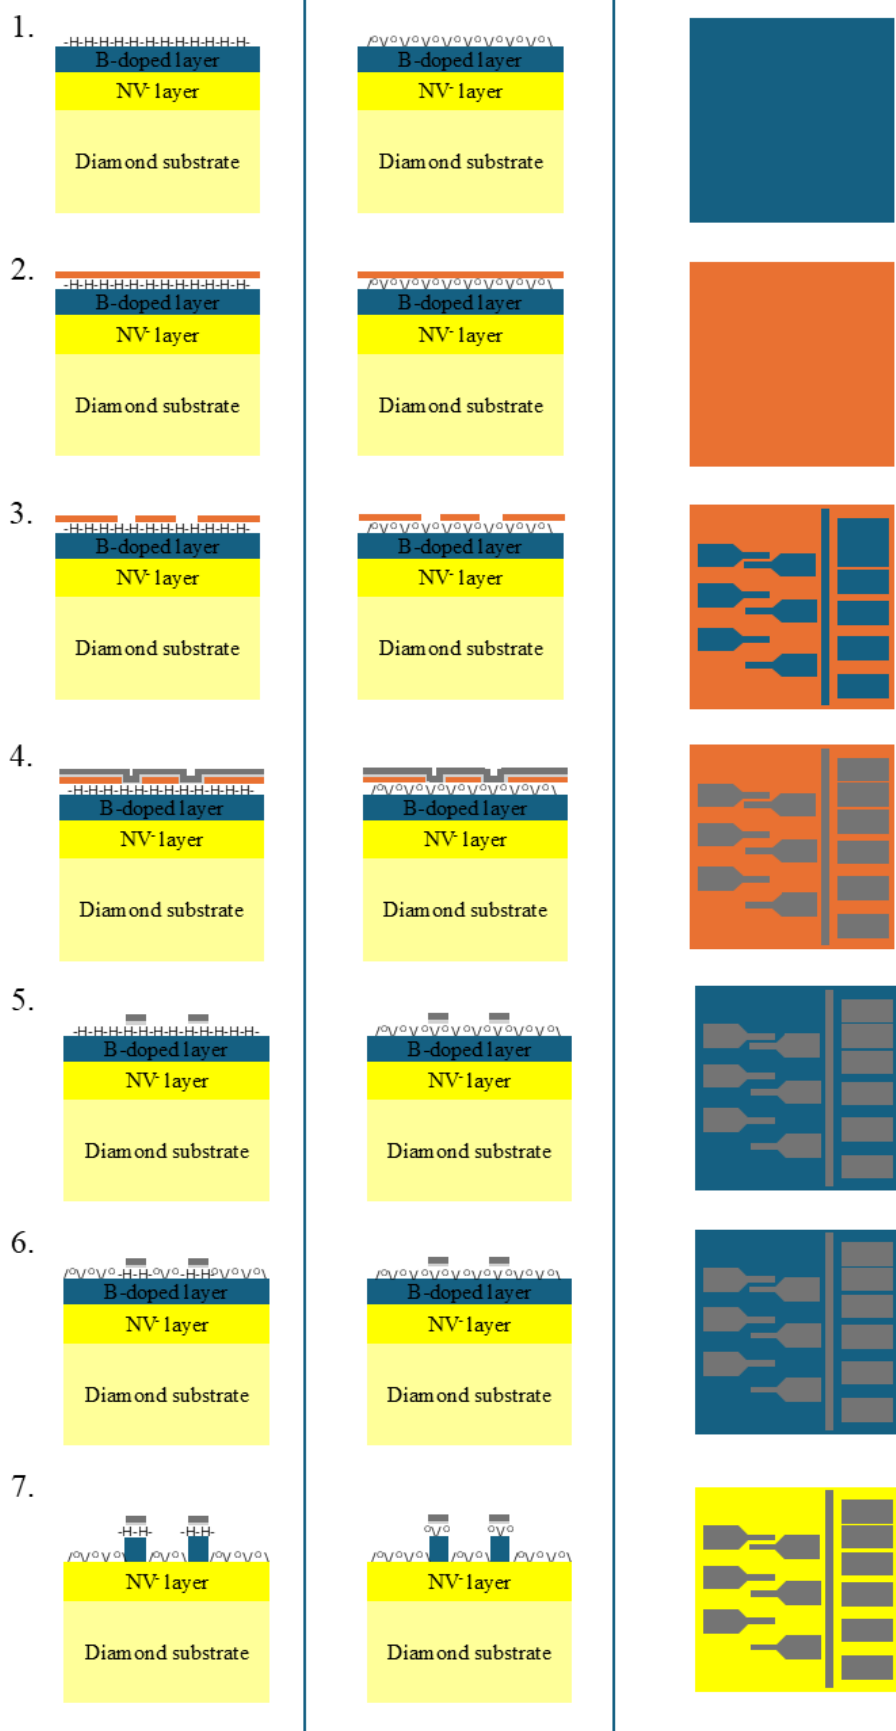 1.
-H-H-H-H-H-H-H-H-H-H-H-H-
B-doped layer
NV- layer
Diamond substrate
/O\/O\/O\/O\/O\/O\/O\
B-doped layer
NV- layer
Diamond substrate
2.
-H-H-H-H-H-H-H-H-H-H-H-H-
B-doped layer
NV- layer
Diamond substrate
/O\/O\/O\/O\/O\/O\/O\
B-doped layer
NV- layer
Diamond substrate
3.
-H-H-H-H-H-H-H-H-H-H-H-H-
B-doped layer
NV- layer
Diamond substrate
/O\/O\/O\/O\/O\/O\/O\
B-doped layer
NV- layer
Diamond substrate
4.
-H-H-H-H-H-H-H-H-H-H-H-H-
B-doped layer
NV- layer
Diamond substrate
/O\/O\/O\/O\/O\/O\/O\
B-doped layer
NV- layer
Diamond substrate
5.
-H-H-H-H-H-H-H-H-H-H-H-H-
B-doped layer
NV- layer
Diamond substrate
/O\/O\/O\/O\/O\/O\/O\
B-doped layer
NV- layer
Diamond substrate
6.
/O\/O\/O\-H-H-/O\/O\-H-H-/O\/O\/O\
B-doped layer
NV- layer
Diamond substrate
/O\/O\/O\/O\/O\/O\/O\
B-doped layer
NV- layer
Diamond substrate
7.
-H-H- -H-H-
/O\/O\/O\ /O\/O\ /O\/O\/O\
NV- layer
Diamond substrate
O\/O O\/O
/O\/O\/O\ /O\/O\ /O\/O\/O\
NV- layer
Diamond substrate